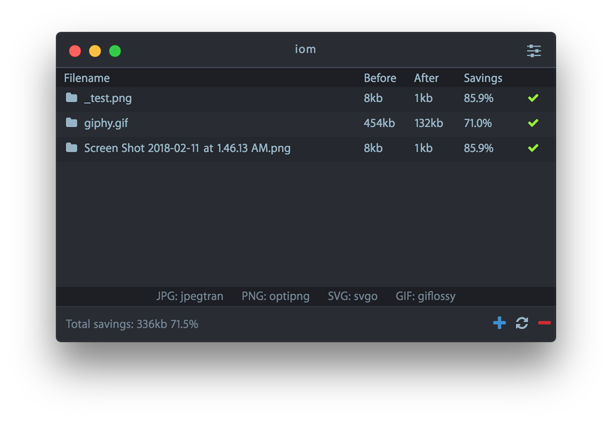 iom
Filename Before After Savings
_test.png 8kb 1kb 85.9%
giphy.gif 454kb 132kb 71.0%
Screen Shot 2018-02-11 at 1.46.13 AM.png 8kb 1kb 85.9%
JPG: jpegtran PNG: optipng SVG: svgo GIF: giflossy
Total savings: 336kb 71.5%